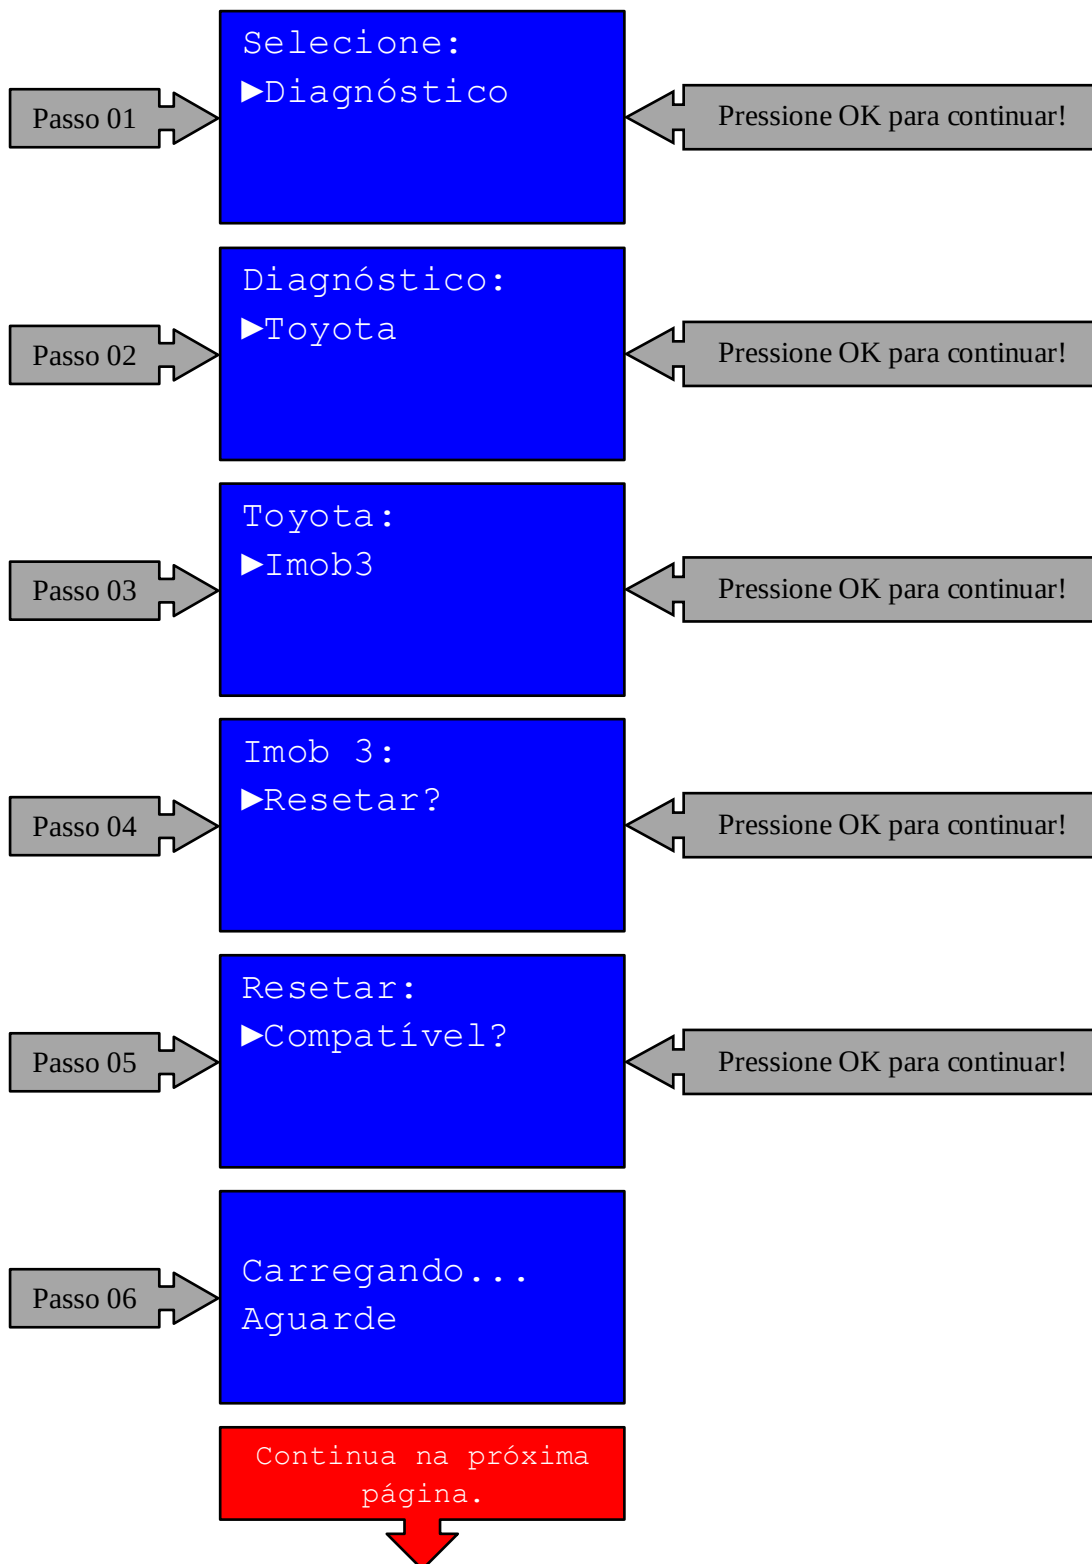 Selecione:
Passo 01
►Diagnóstico
Pressione OK para continuar!
Diagnóstico:
Passo 02
►Toyota
Pressione OK para continuar!
Toyota:
Passo 03
►Imob3
Pressione OK para continuar!
Imob 3:
Passo 04
►Resetar?
Pressione OK para continuar!
Resetar:
Passo 05
►Compatível?
Pressione OK para continuar!
Passo 06
Carregando...
Aguarde
Continua na próxima
página.